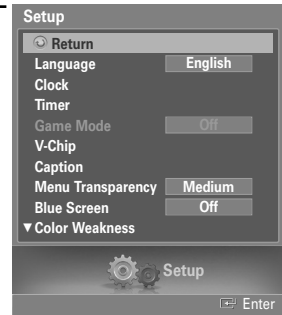 Setup
Return
Language English
Clock
Timer
Game Mode Off
V-Chip
Caption
Menu Transparency Medium
Blue Screen Off
▼Color Weakness
Setup
Enter